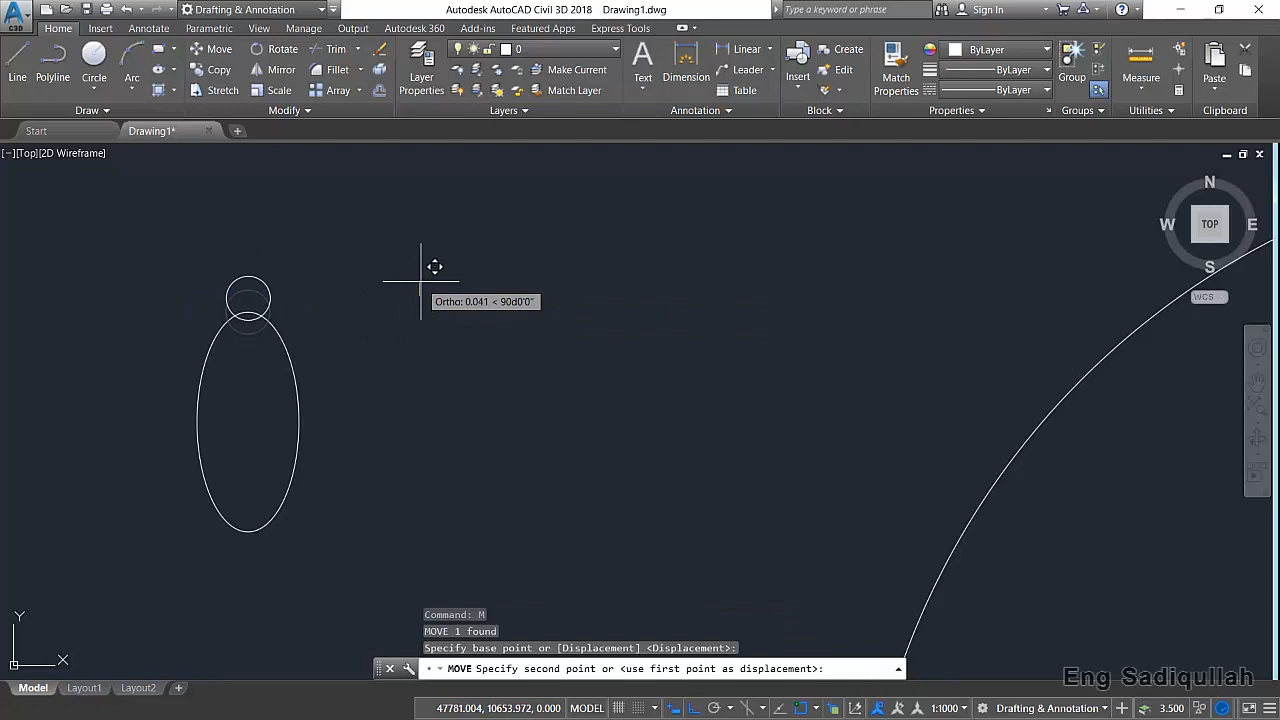 Drafting & Annotation
Autodesk AutoCAD Civil 3D 2018 Drawing1.dwg
Type a keyword or phrase
Sign In
C3D
Home Insert Annotate Parametric View Manage Output Autodesk 360 Add-ins Featured Apps Express Tools
Line Polyline Circle Arc
Move Rotate Trim
Copy Mirror Fillet
Stretch Scale Array
Layer Properties
0
Make Current
Match Layer
Text Dimension
Linear
Leader
Table
Insert
Create
Edit
Match Properties
ByLayer
ByLayer
ByLayer
Group
Measure
Paste
Draw Modify Layers Annotation Block Properties Groups Utilities Clipboard
Start Drawing1*
[−][Top][2D Wireframe]
N
W TOP E
S
WCS
Ortho: 0.041 < 90d0'0"
Y
X
Command: M
MOVE 1 found
Specify base point or [Displacement] <Displacement>:
MOVE Specify second point or <use first point as displacement>:
Eng Sadiqullah
Model Layout1 Layout2
47781.004, 10653.972, 0.000 MODEL 1:1000 Drafting & Annotation 3.500